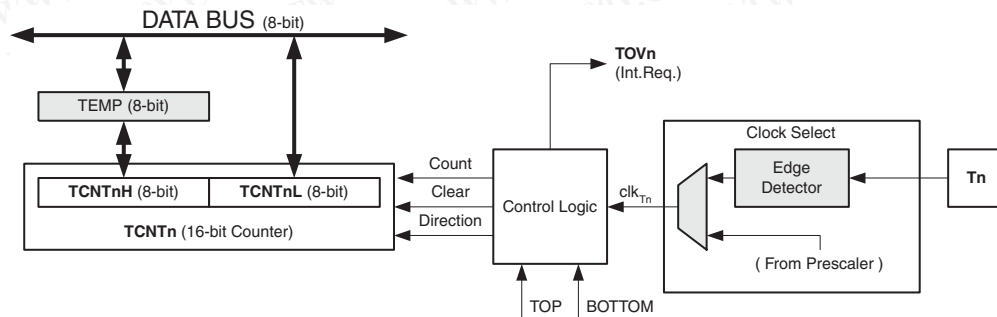 DATA BUS (8-bit)
TOVn
(Int.Req.)
TEMP (8-bit)
Clock Select
Count
Edge
Detector
Tn
TCNTnH (8-bit)
TCNTnL (8-bit)
Clear
Control Logic
clkTn
TCNTn (16-bit Counter)
Direction
( From Prescaler )
TOP
BOTTOM